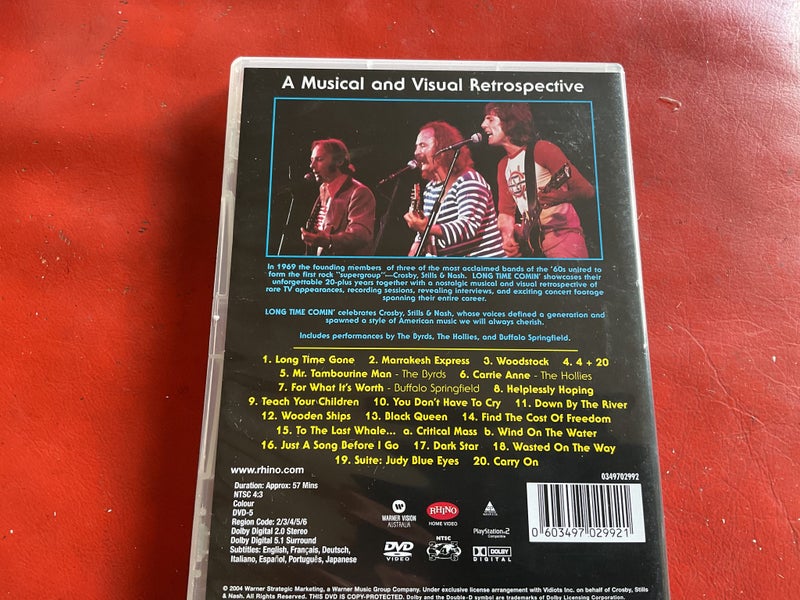 A Musical and Visual Retrospective
In 1969 the founding members of three of the most acclaimed bands of the '60s united to
form the first rock "supergroup"—Crosby, Stills & Nash. LONG TIME COMIN' showcases their
unforgettable 20-plus years together with a nostalgic musical and visual retrospective of
rare TV appearances, recording sessions, revealing interviews, and exciting concert footage
spanning their entire career.
LONG TIME COMIN' celebrates Crosby, Stills & Nash, whose voices defined a generation and
spawned a style of American music we will always cherish.
Includes performances by The Byrds, The Hollies, and Buffalo Springfield.
1. Long Time Gone 2. Marrakesh Express 3. Woodstock 4. 4 + 20
5. Mr. Tambourine Man - The Byrds 6. Carrie Anne - The Hollies
7. For What It's Worth - Buffalo Springfield 8. Helplessly Hoping
9. Teach Your Children 10. You Don't Have To Cry 11. Down By The River
12. Wooden Ships 13. Black Queen 14. Find The Cost Of Freedom
15. To The Last Whale... a. Critical Mass b. Wind On The Water
16. Just A Song Before I Go 17. Dark Star 18. Wasted On The Way
19. Suite: Judy Blue Eyes 20. Carry On
www.rhino.com
0349702992
Duration: Approx: 57 Mins
NTSC 4:3
Colour
DVD-5
Region Code: 2/3/4/5/6
Dolby Digital 2.0 Stereo
Dolby Digital 5.1 Surround
Subtitles: English, Français, Deutsch,
Italiano, Español, Português, Japanese
WARNER VISION
AUSTRALIA
RHINO
HOME VIDEO
PlayStation 2
Compatible
DVD
VIDEO
NTSC
DOLBY
DIGITAL
0 603497 029921
© 2004 Warner Strategic Marketing, a Warner Music Group Company. Under exclusive license arrangement with Vidiots Inc. on behalf of Crosby, Stills
& Nash. All Rights Reserved. THIS DVD IS COPY-PROTECTED. Dolby and the Double-D symbol are trademarks of Dolby Licensing Corporation.